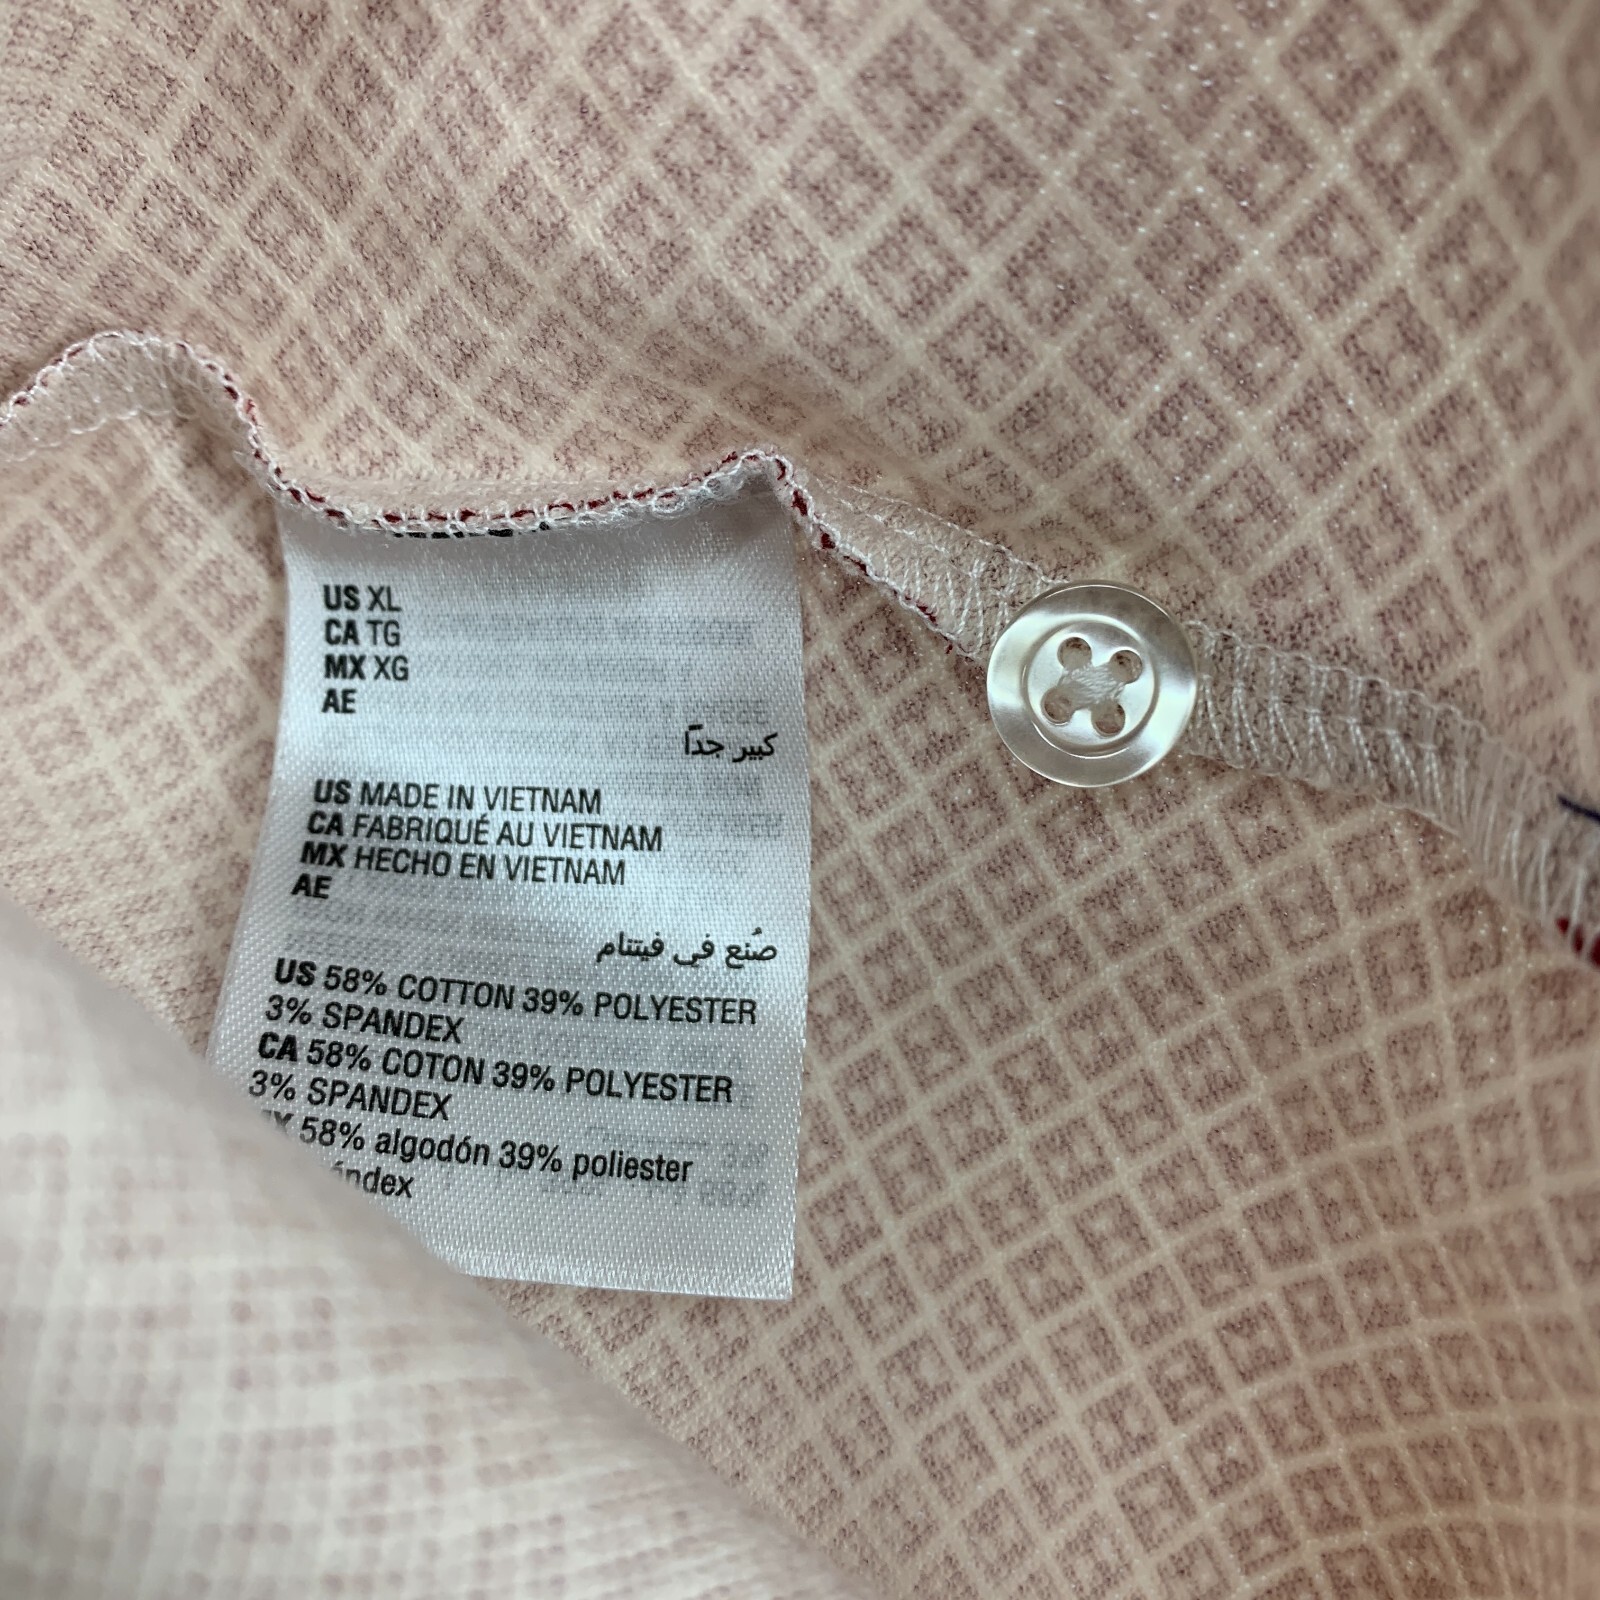 US XL
CA TG
MX XG
AE
كبير جدًا
US MADE IN VIETNAM
CA FABRIQUÉ AU VIETNAM
MX HECHO EN VIETNAM
AE
صُنع في فيتنام
US 58% COTTON 39% POLYESTER
3% SPANDEX
CA 58% COTON 39% POLYESTER
3% SPANDEX
58% algodón 39% poliester